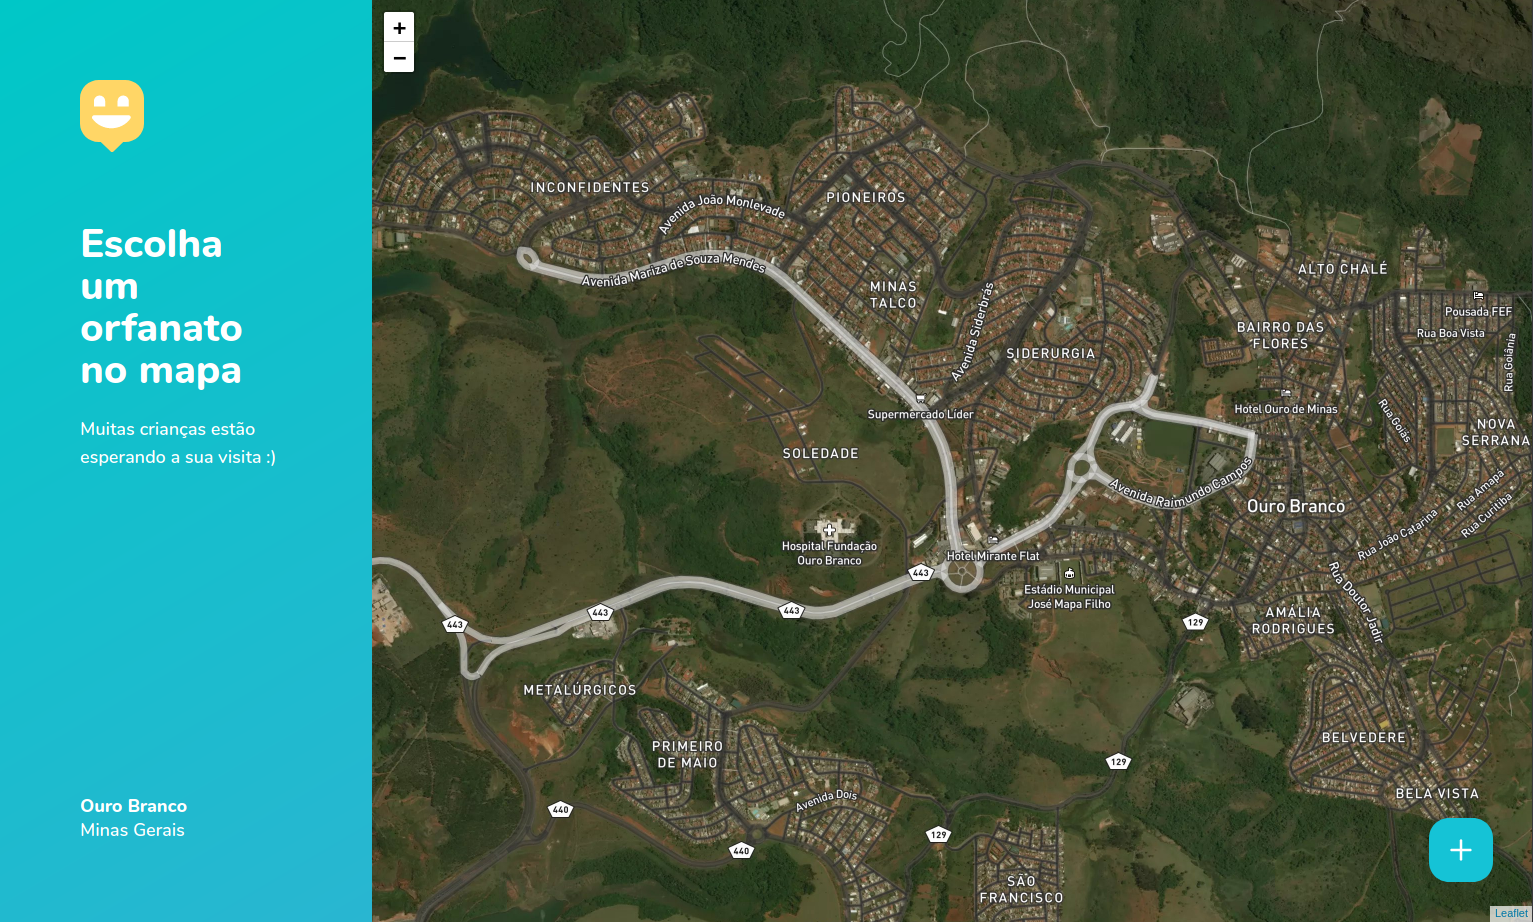 Escolha
um
orfanato
no mapa
Muitas crianças estão
esperando a sua visita :)
Ouro Branco
Minas Gerais
+
−
INCONFIDENTES
Avenida João Monlevade
PIONEIROS
Avenida Mariza de Souza Mendes
MINAS
TALCO
Avenida Siderbrás
SIDERURGIA
ALTO CHALÉ
Pousada FEF
BAIRRO DAS
FLORES
Rua Boa Vista
Rua Goiânia
Supermercado Líder
Hotel Ouro de Minas
Rua Goiás
NOVA
SERRANA
SOLEDADE
Avenida Raimundo Campos
Ouro Branco
Rua Amapa
Rua Curitiba
Rua João Catarina
Hospital Fundação
Ouro Branco
Hotel Mirante Flat
443
Estádio Municipal
José Mapa Filho
Rua Doutor Jadir
443
443
443
129
AMÁLIA
RODRIGUES
METALÚRGICOS
PRIMEIRO
DE MAIO
BELVEDERE
129
BELA VISTA
Avenida Dois
440
129
440
SÃO
FRANCISCO
+
Leaflet